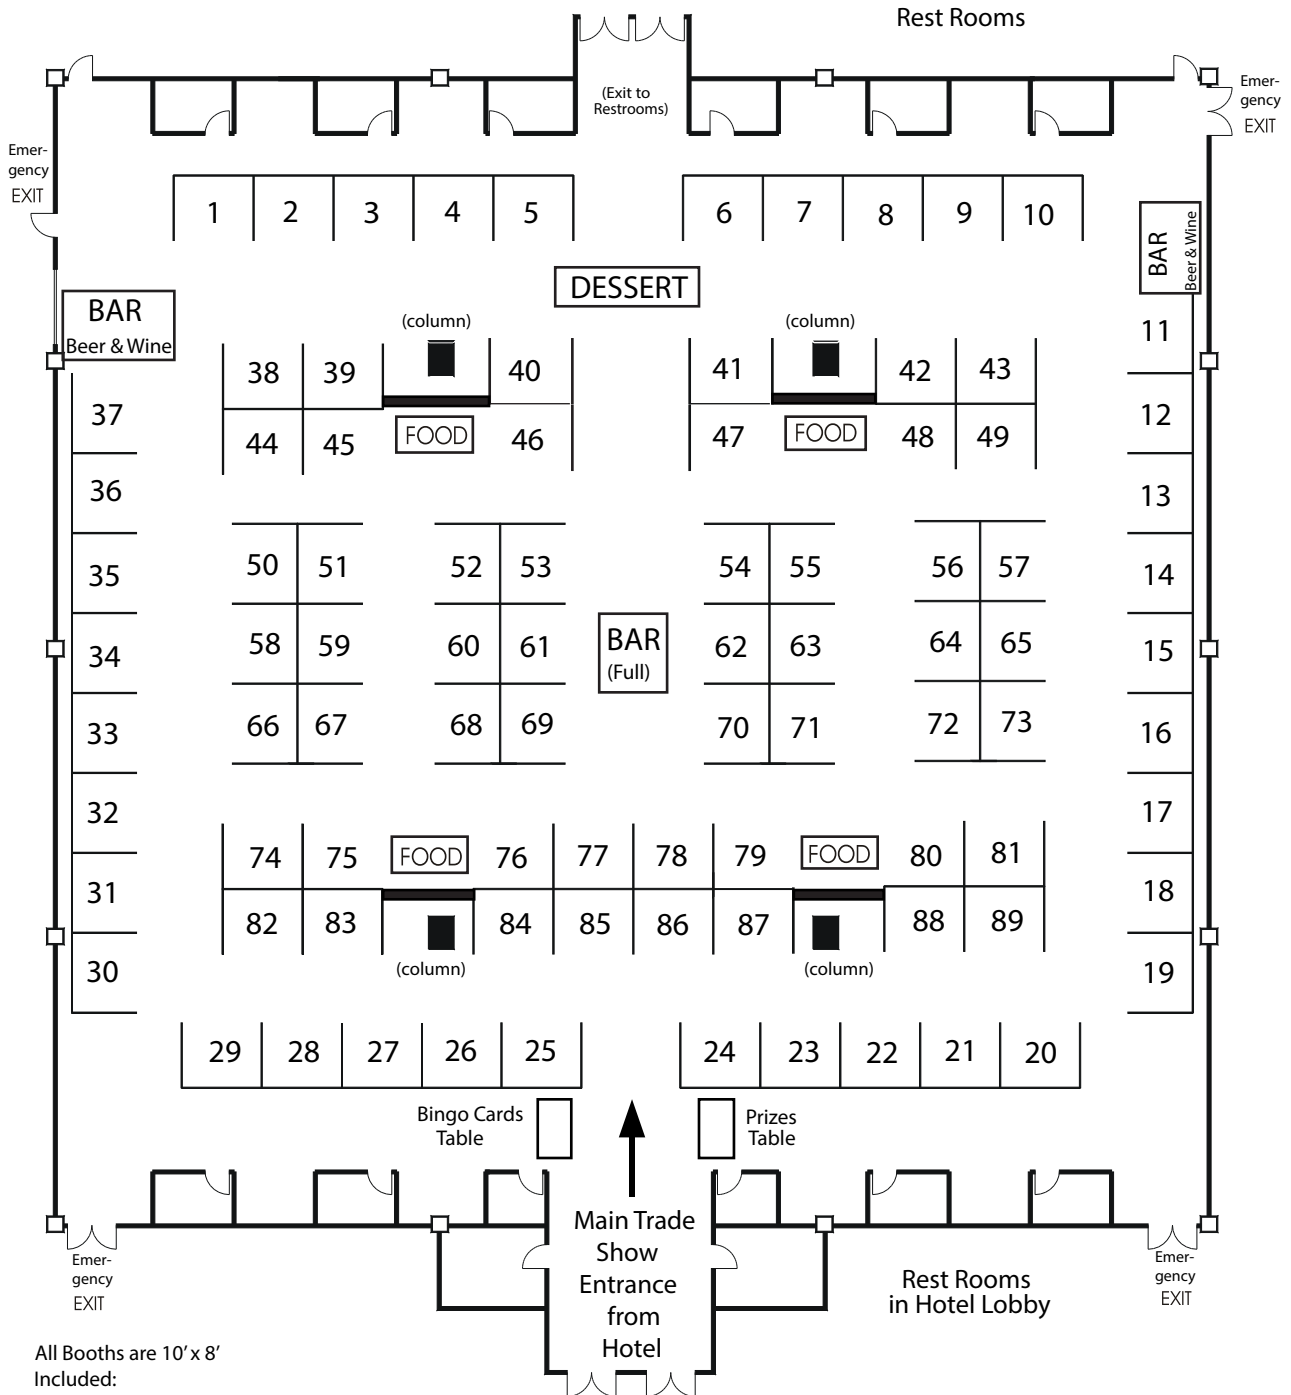 Rest Rooms
(Exit to
Restrooms)
Emer-
gency
EXIT
Emer-
gency
EXIT
1 2 3 4 5 6 7 8 9 10
BAR
Beer & Wine
DESSERT
BAR
Beer & Wine
(column) (column)
11
38 39 40 41 42 43
37 12
FOOD FOOD
44 45 46 47 48 49
36 13
50 51 52 53 54 55 56 57
35 14
58 59 60 61 62 63 64 65
BAR
(Full)
34 15
66 67 68 69 70 71 72 73
33 16
32 17
74 75 FOOD 76 77 78 79 FOOD 80 81
31 18
82 83 84 85 86 87 88 89
(column) (column)
30 19
29 28 27 26 25 24 23 22 21 20
Bingo Cards
Table
Prizes
Table
Main Trade
Show
Entrance
from
Hotel
Emer-
gency
EXIT
Emer-
gency
EXIT
Rest Rooms
in Hotel Lobby
All Booths are 10' x 8'
Included: